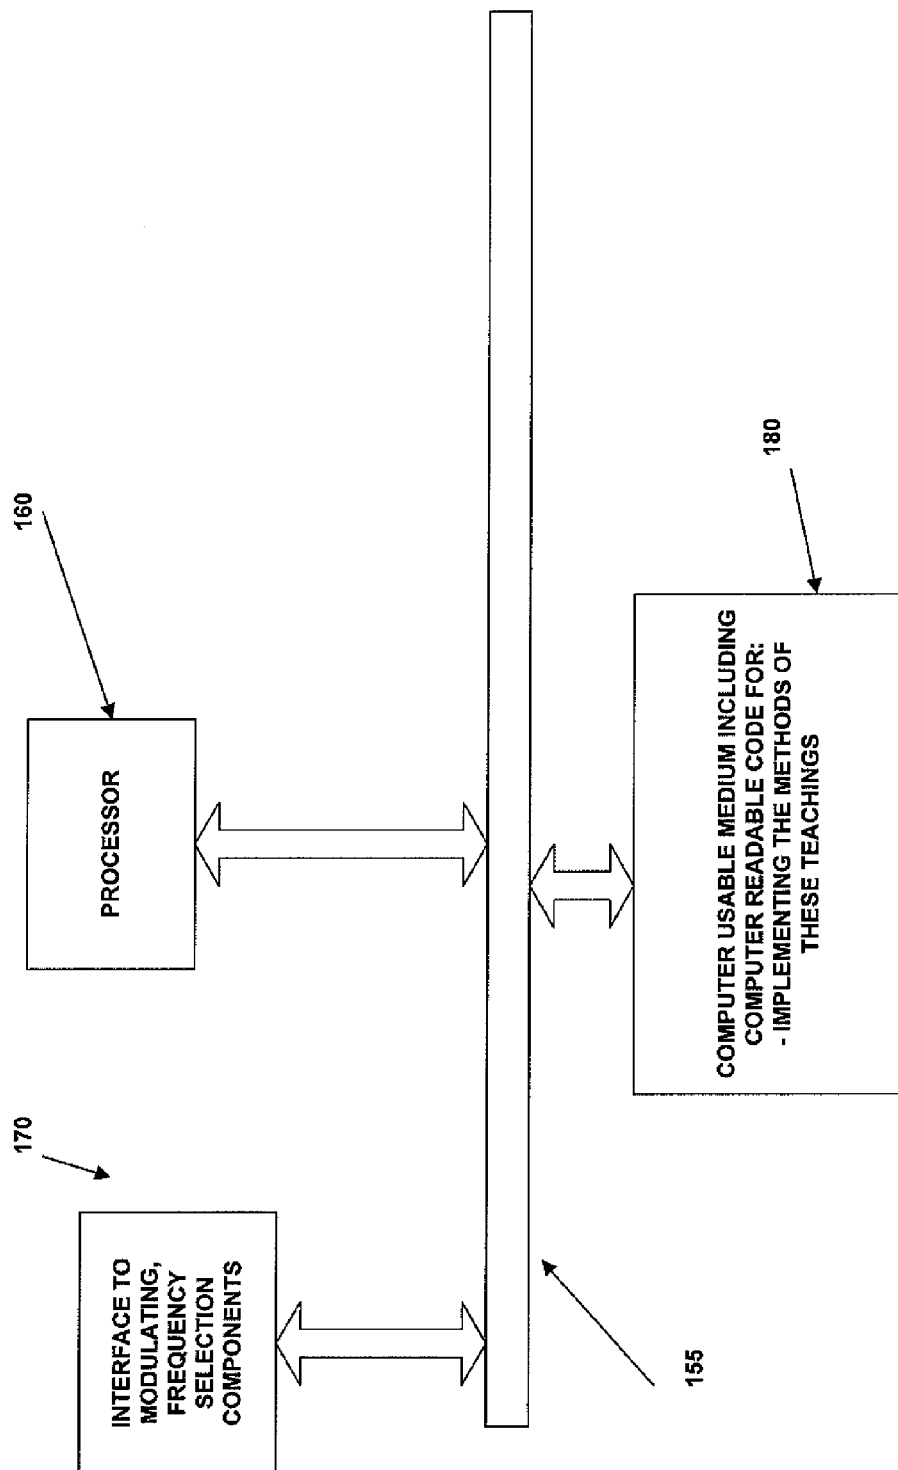 170
INTERFACE TO
MODULATING,
FREQUENCY
SELECTION
COMPONENTS
160
PROCESSOR
155
180
COMPUTER USABLE MEDIUM INCLUDING
COMPUTER READABLE CODE FOR:
- IMPLEMENTING THE METHODS OF
THESE TEACHINGS